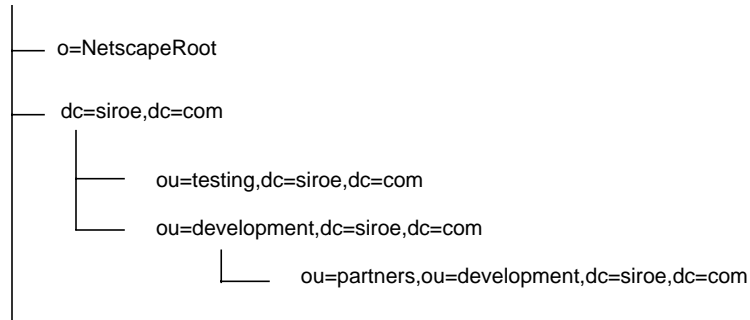 o=NetscapeRoot
dc=siroe,dc=com
ou=testing,dc=siroe,dc=com
ou=development,dc=siroe,dc=com
ou=partners,ou=development,dc=siroe,dc=com